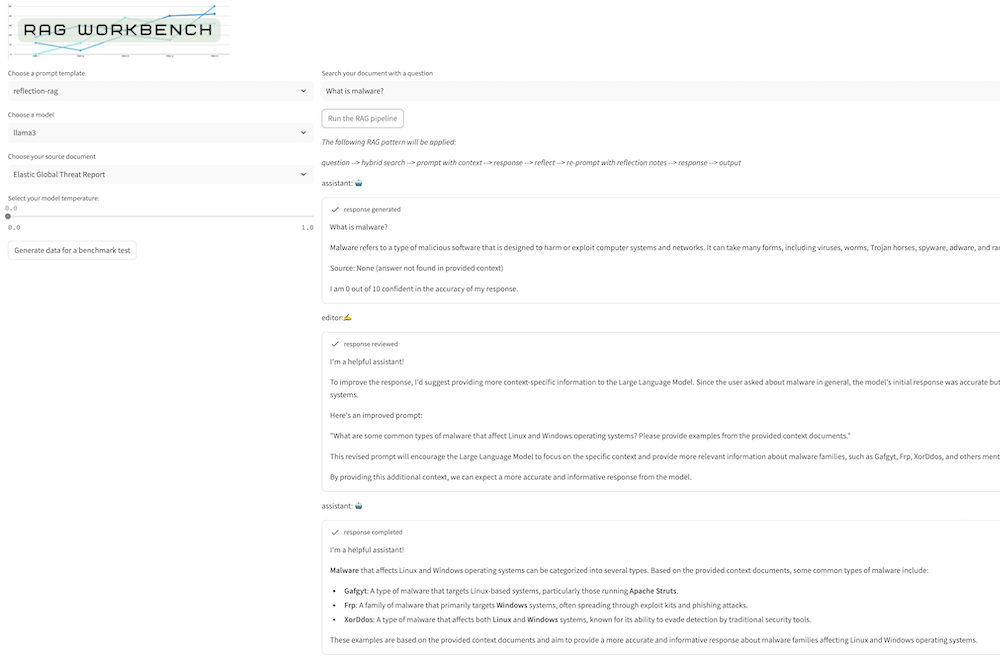 RAG WORKBENCH
Choose a prompt template
reflection-rag
Choose a model
llama3
Choose your source document
Elastic Global Threat Report
Select your model temperature:
0.0
0.0 1.0
Generate data for a benchmark test
Search your document with a question
What is malware?
Run the RAG pipeline
The following RAG pattern will be applied:
question --> hybrid search --> prompt with context --> response --> reflect --> re-prompt with reflection notes --> response --> output
assistant:
response generated
What is malware?
Malware refers to a type of malicious software that is designed to harm or exploit computer systems and networks. It can take many forms, including viruses, worms, Trojan horses, spyware, adware, and
Source: None (answer not found in provided context)
I am 0 out of 10 confident in the accuracy of my response.
editor:
response reviewed
I'm a helpful assistant!
To improve the response, I'd suggest providing more context-specific information to the Large Language Model. Since the user asked about malware in general, the model's initial response was accurate but
systems.
Here's an improved prompt:
"What are some common types of malware that affect Linux and Windows operating systems? Please provide examples from the provided context documents."
This revised prompt will encourage the Large Language Model to focus on the specific context and provide more relevant information about malware families, such as Gafgyt, Frp, XorDdos, and others
By providing this additional context, we can expect a more accurate and informative response from the model.
assistant:
response completed
I'm a helpful assistant!
Malware that affects Linux and Windows operating systems can be categorized into several types. Based on the provided context documents, some common types of malware include:
• Gafgyt: A type of malware that targets Linux-based systems, particularly those running Apache Struts.
• Frp: A family of malware that primarily targets Windows systems, often spreading through exploit kits and phishing attacks.
• XorDdos: A type of malware that affects both Linux and Windows systems, known for its ability to evade detection by traditional security tools.
These examples are based on the provided context documents and aim to provide a more accurate and informative response about malware families affecting Linux and Windows operating systems.